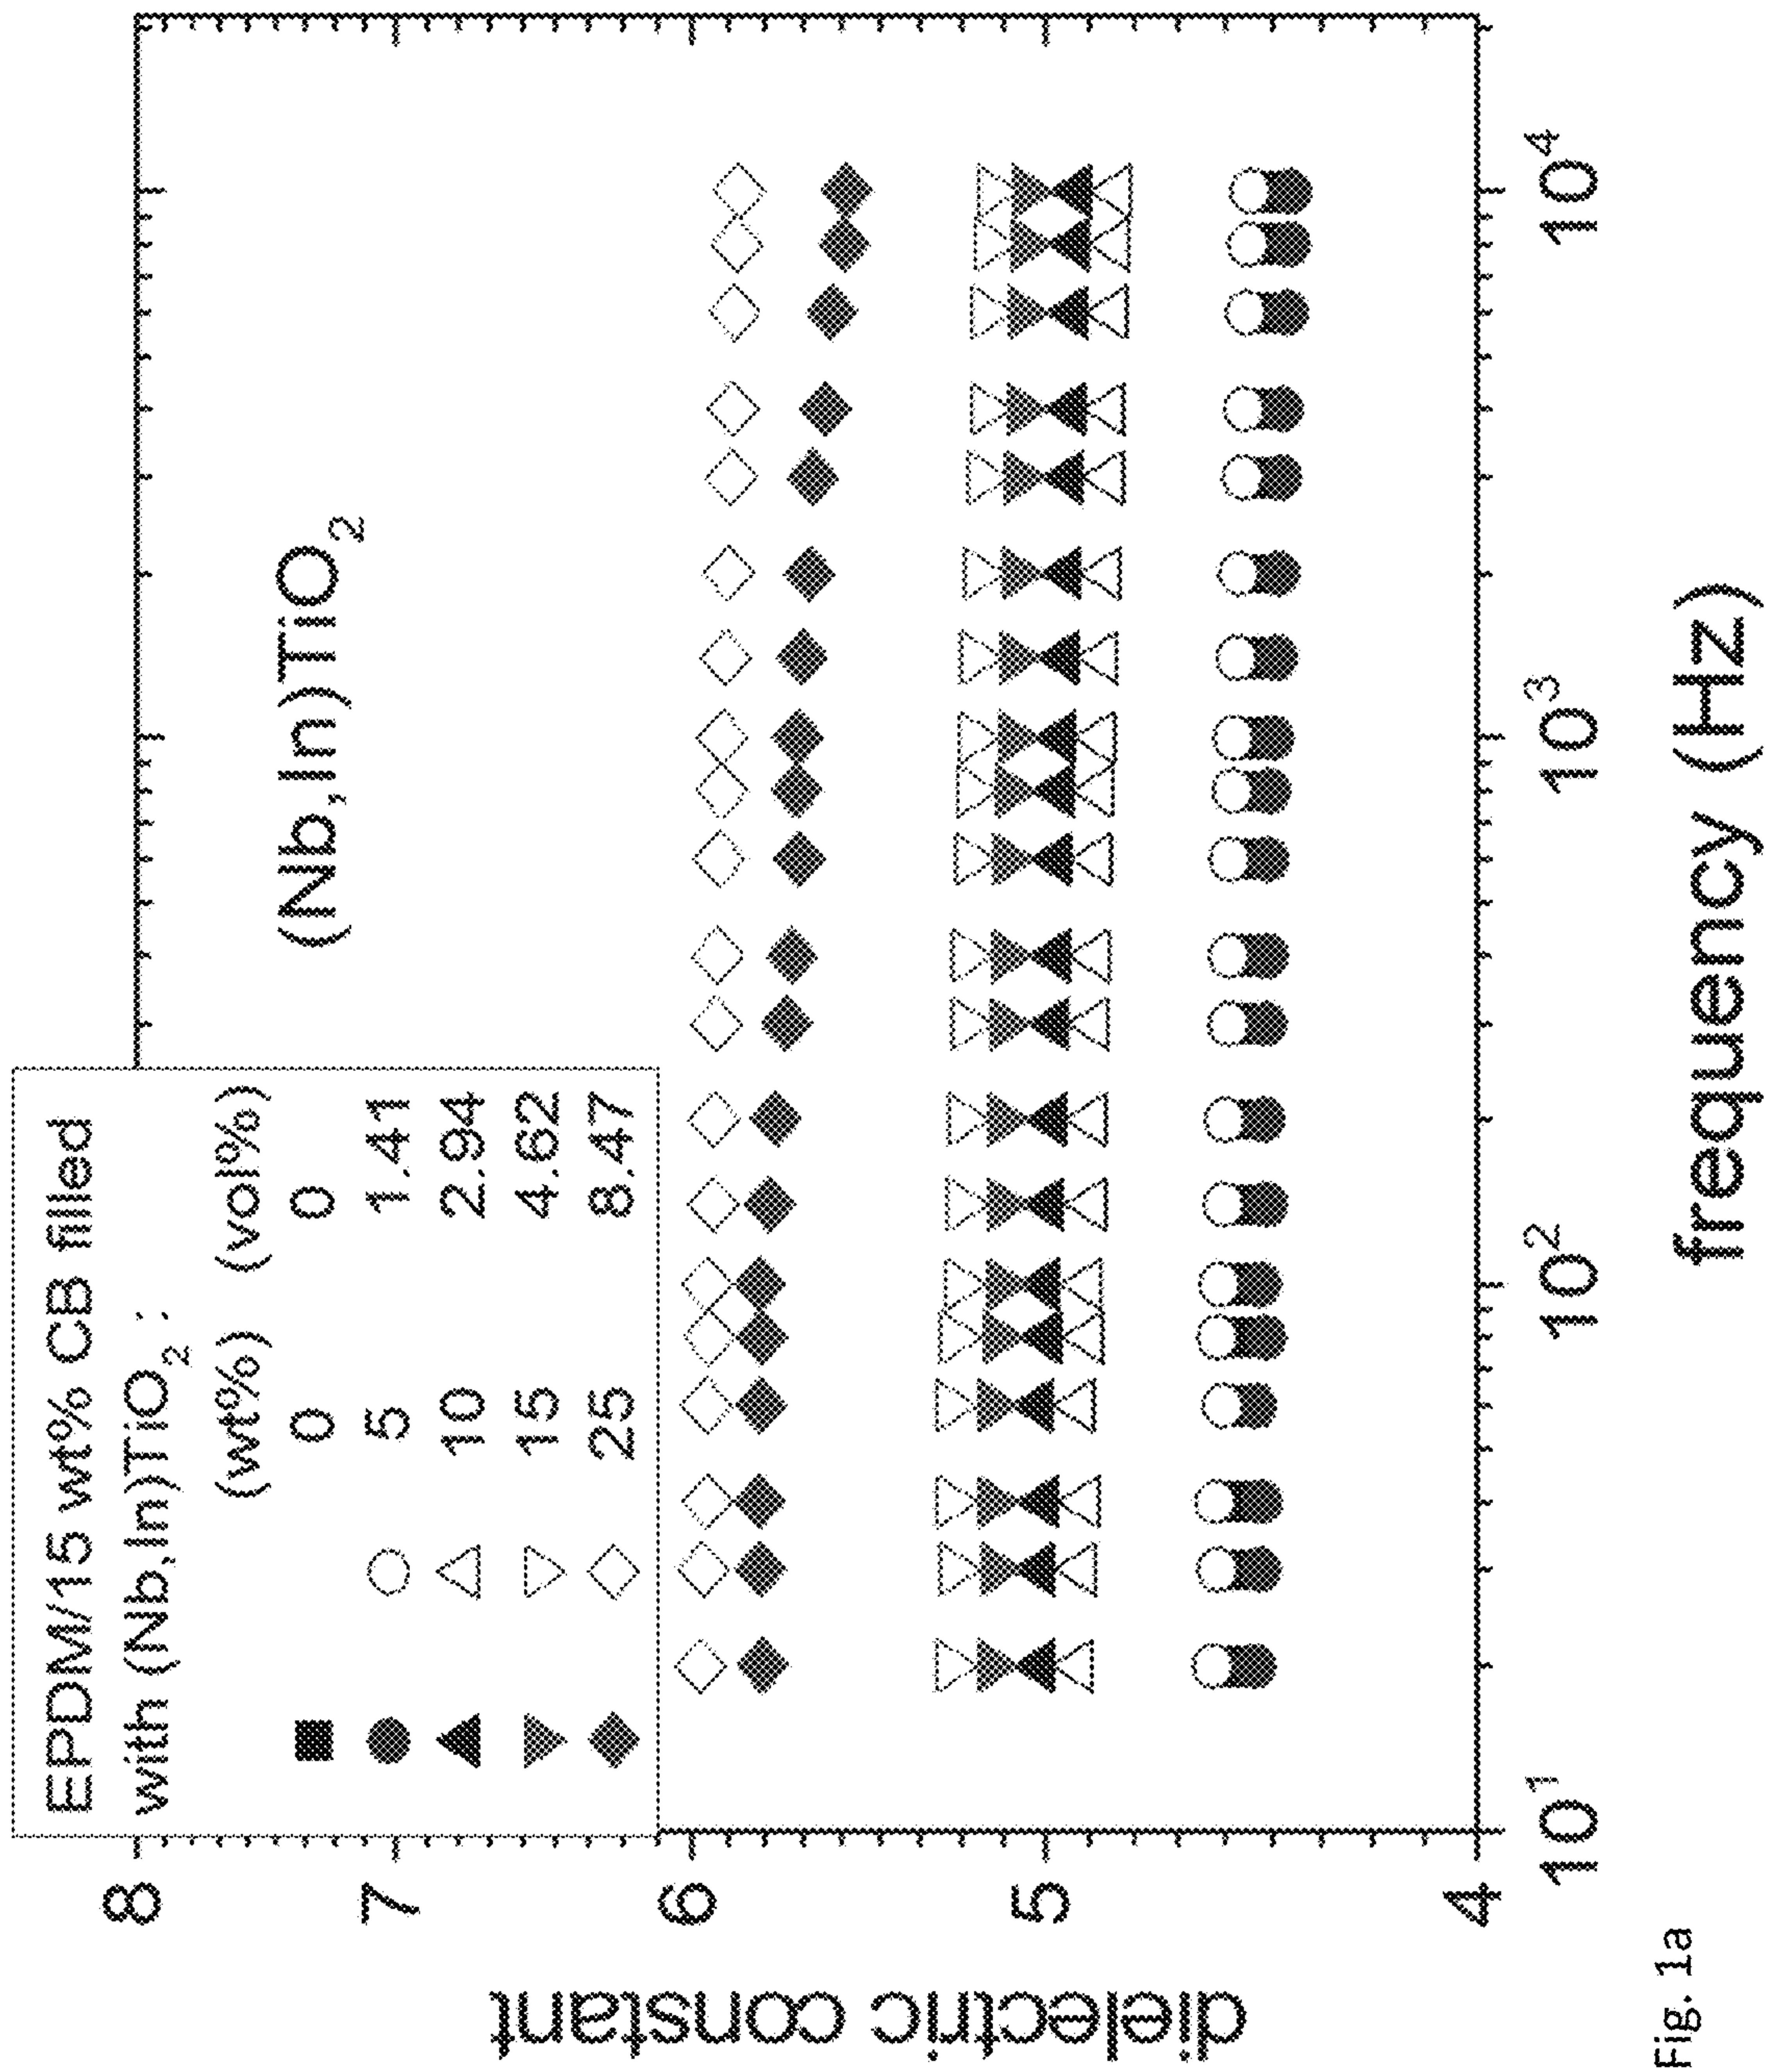 EPDM/15 wt% CB filled
with (Nb,In)TiO2 :
(wt%) (vol%)
0 0
5 1.41
10 2.94
15 4.62
25 8.47
(Nb,In)TiO2
8
7
6
5
4
dielectric constant
10^1 10^2 10^3 10^4
frequency (Hz)
Fig. 1a